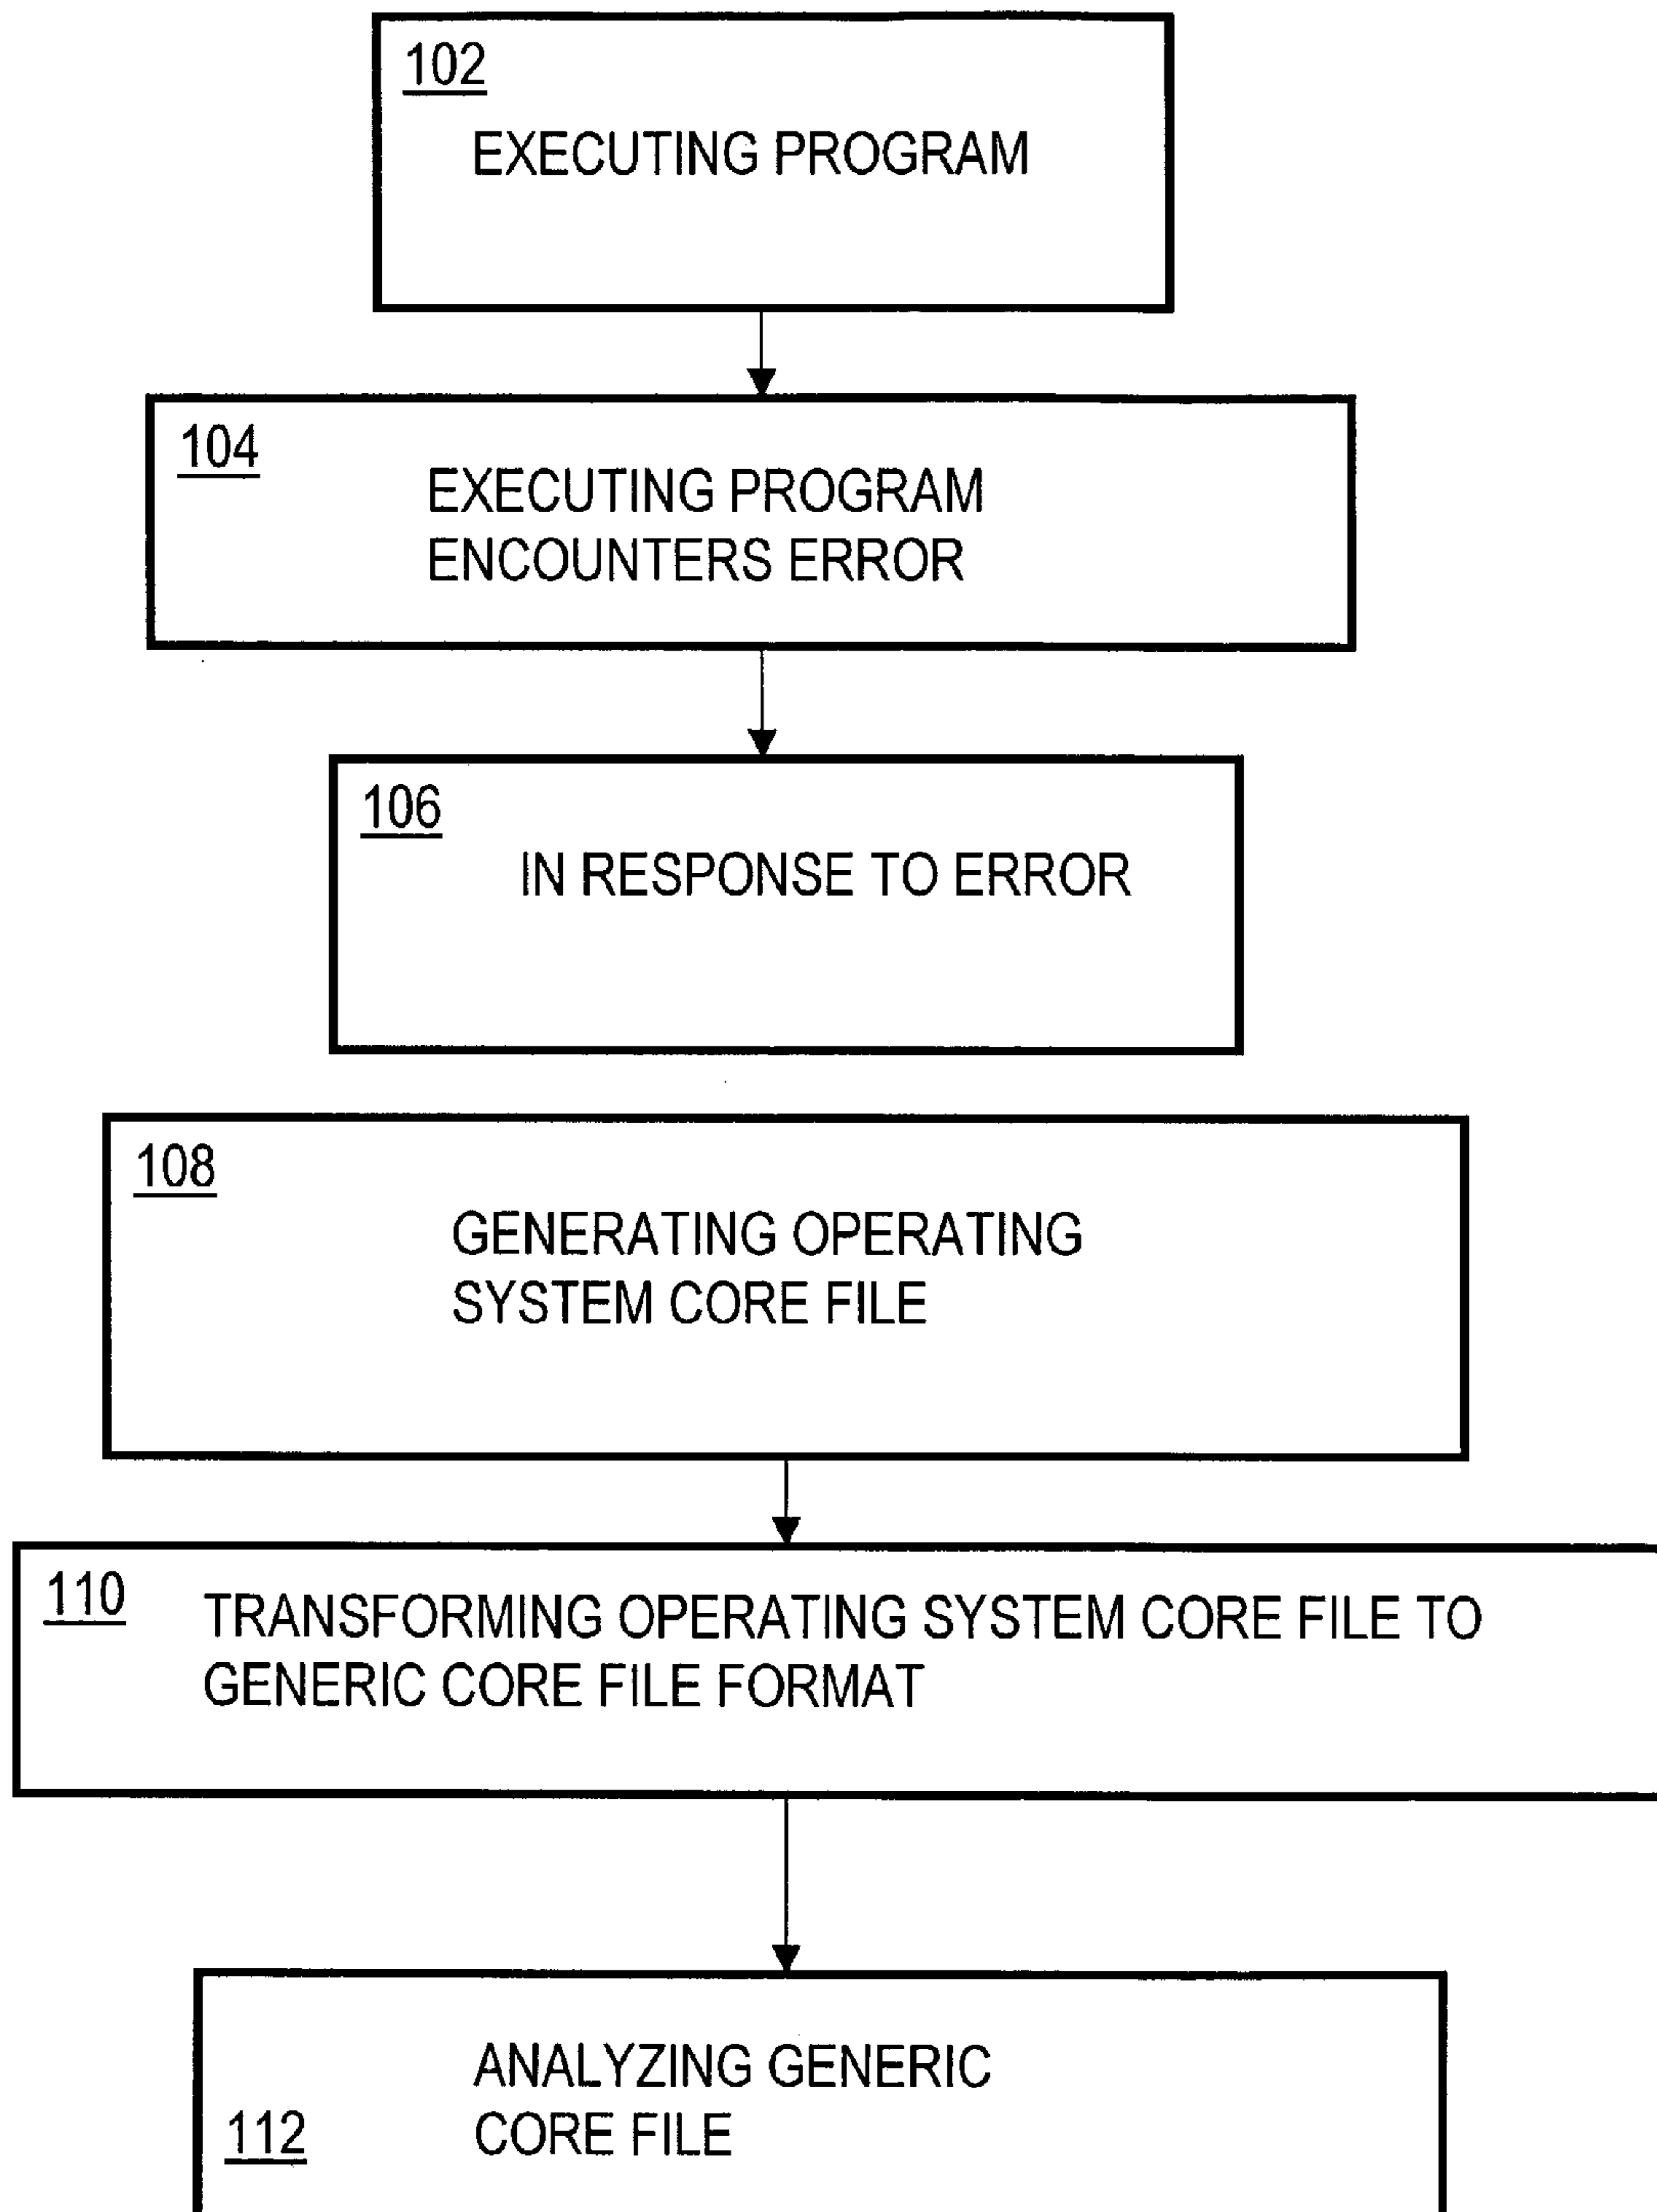 102
EXECUTING PROGRAM
104
EXECUTING PROGRAM
ENCOUNTERS ERROR
106
IN RESPONSE TO ERROR
108
GENERATING OPERATING
SYSTEM CORE FILE
110
TRANSFORMING OPERATING SYSTEM CORE FILE TO
GENERIC CORE FILE FORMAT
ANALYZING GENERIC
CORE FILE
112